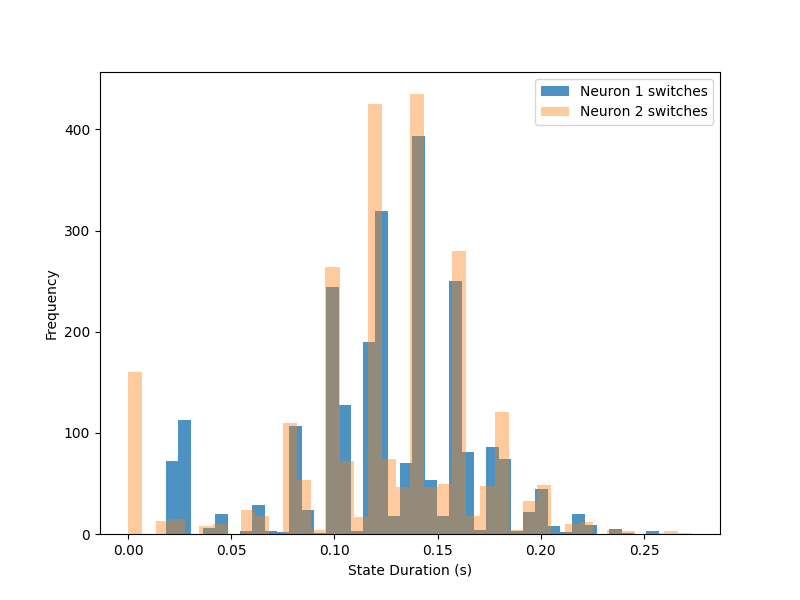 Neuron 1 switches
Neuron 2 switches
400
300
200
100
0
Frequency
0.00 0.05 0.10 0.15 0.20 0.25
State Duration (s)